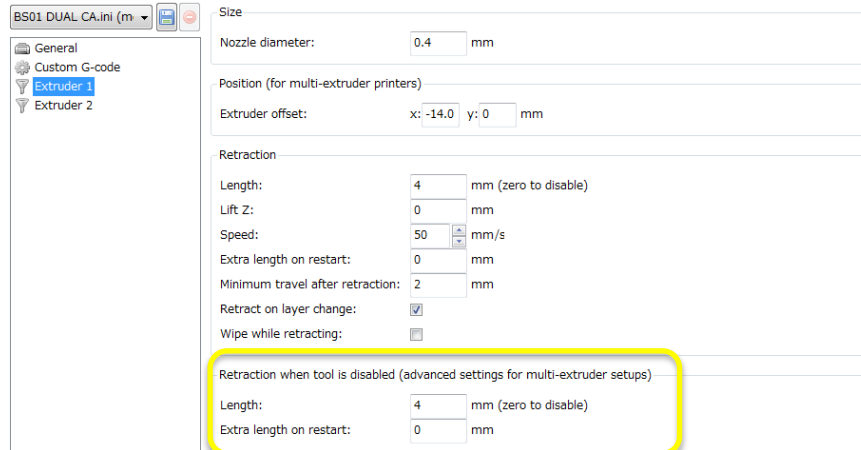 BS01 DUAL CA.ini (m
General
Custom G-code
Extruder 1
Extruder 2
Size
Nozzle diameter: 0.4 mm
Position (for multi-extruder printers)
Extruder offset: x: -14.0 y: 0 mm
Retraction
Length: 4 mm (zero to disable)
Lift Z: 0 mm
Speed: 50 mm/s
Extra length on restart: 0 mm
Minimum travel after retraction: 2 mm
Retract on layer change:
Wipe while retracting:
Retraction when tool is disabled (advanced settings for multi-extruder setups)
Length: 4 mm (zero to disable)
Extra length on restart: 0 mm